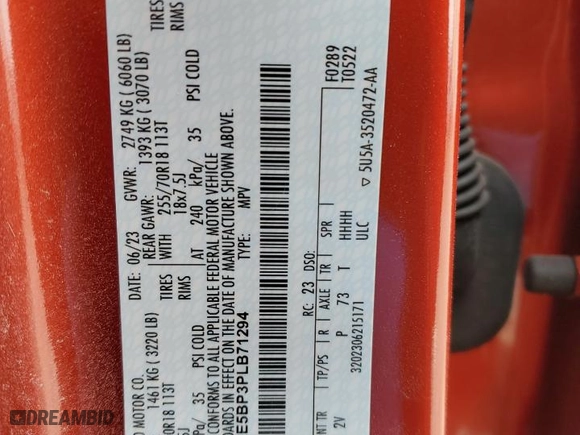 O MOTOR CO.
DATE: 06/23 GVWR: 2749 KG ( 6060 LB)
1461 KG ( 3220 LB) REAR GAWR: 1393 KG ( 3070 LB)
70R18 113T TIRES WITH 255/70R18 113T TIRES
5J RIMS 18x7.5J RIMS
35 PSI COLD AT 240 kPa/ 35 PSI COLD
CONFORMS TO ALL APPLICABLE FEDERAL MOTOR VEHICLE
DARDS IN EFFECT ON THE DATE OF MANUFACTURE SHOWN ABOVE.
E5BP3PLB71294 TYPE: MPV
F0289
RC: 23 DSO: T0522
INT TR TP/PS R AXLE TR SPR
2V P 73 T HHHH
3202306215171 ULC
▽ 5U5A-3520472-AA
DREAMBID